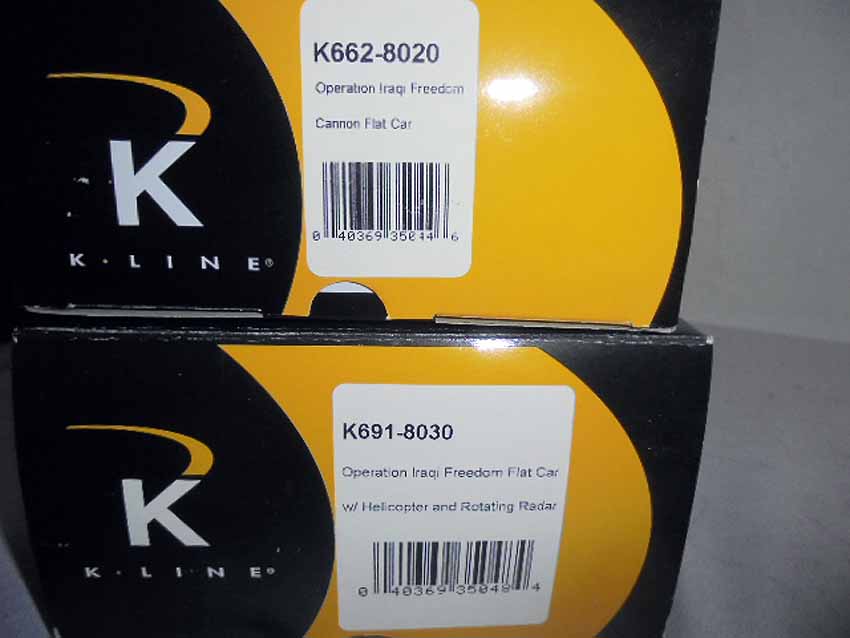 K662-8020
Operation Iraqi Freedom
Cannon Flat Car
0 40369 35044 6
K
K · LINE®
K691-8030
Operation Iraqi Freedom Flat Car
w/ Helicopter and Rotating Radar
0 40369 35048 4
K
K · LINE®